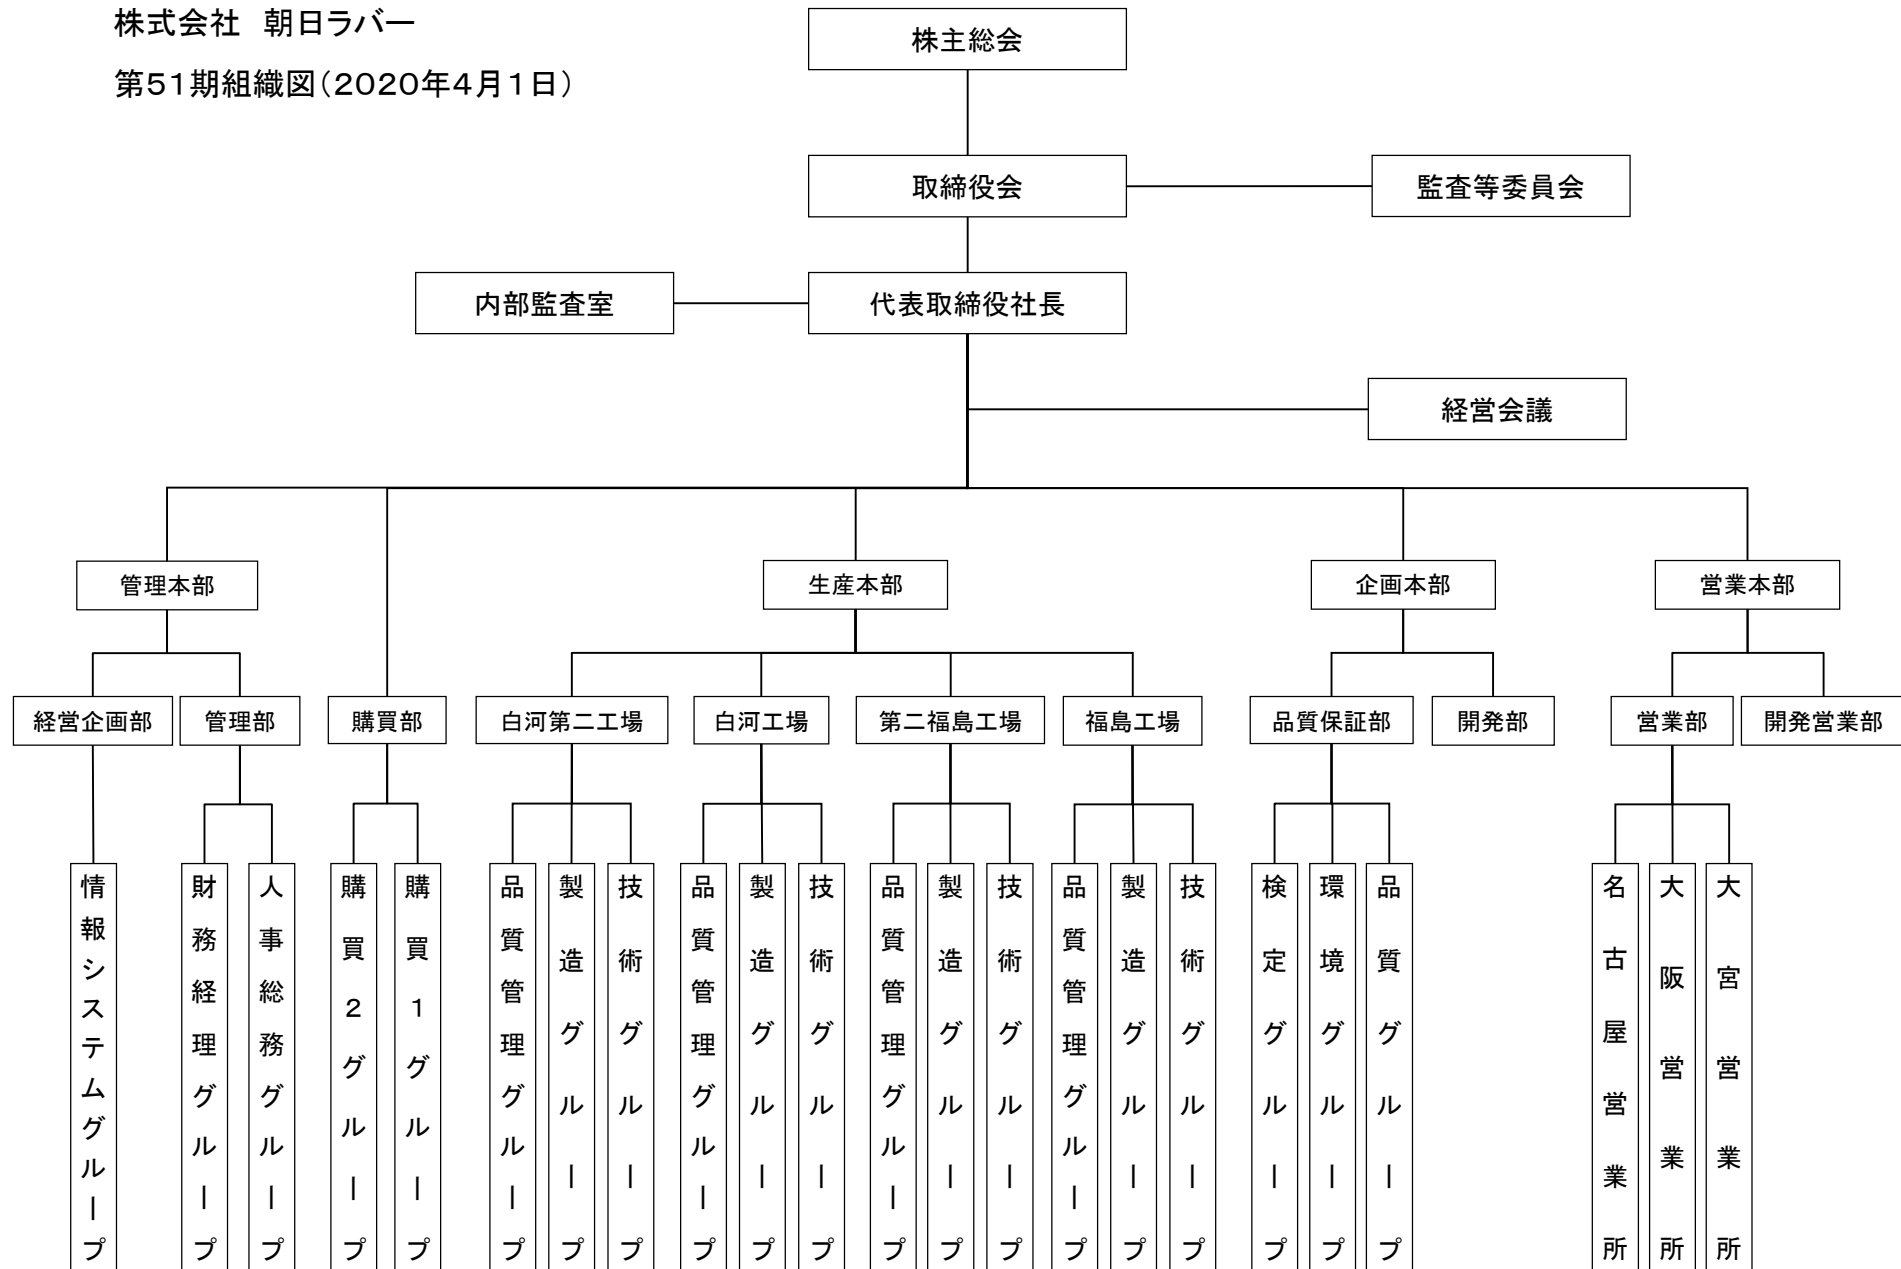 株式会社　朝日ラバー
第51期組織図(2020年4月1日)
株主総会
取締役会
監査等委員会
内部監査室
代表取締役社長
経営会議
管理本部
生産本部
企画本部
営業本部
経営企画部
管理部
購買部
白河第二工場
白河工場
第二福島工場
福島工場
品質保証部
開発部
営業部
開発営業部
情報システムグループ
財務経理グループ
人事総務グループ
購買2グループ
購買1グループ
品質管理グループ
製造グループ
技術グループ
品質管理グループ
製造グループ
技術グループ
品質管理グループ
製造グループ
技術グループ
品質管理グループ
製造グループ
技術グループ
検定グループ
環境グループ
品質グループ
名古屋営業所
大阪営業所
大宮営業所